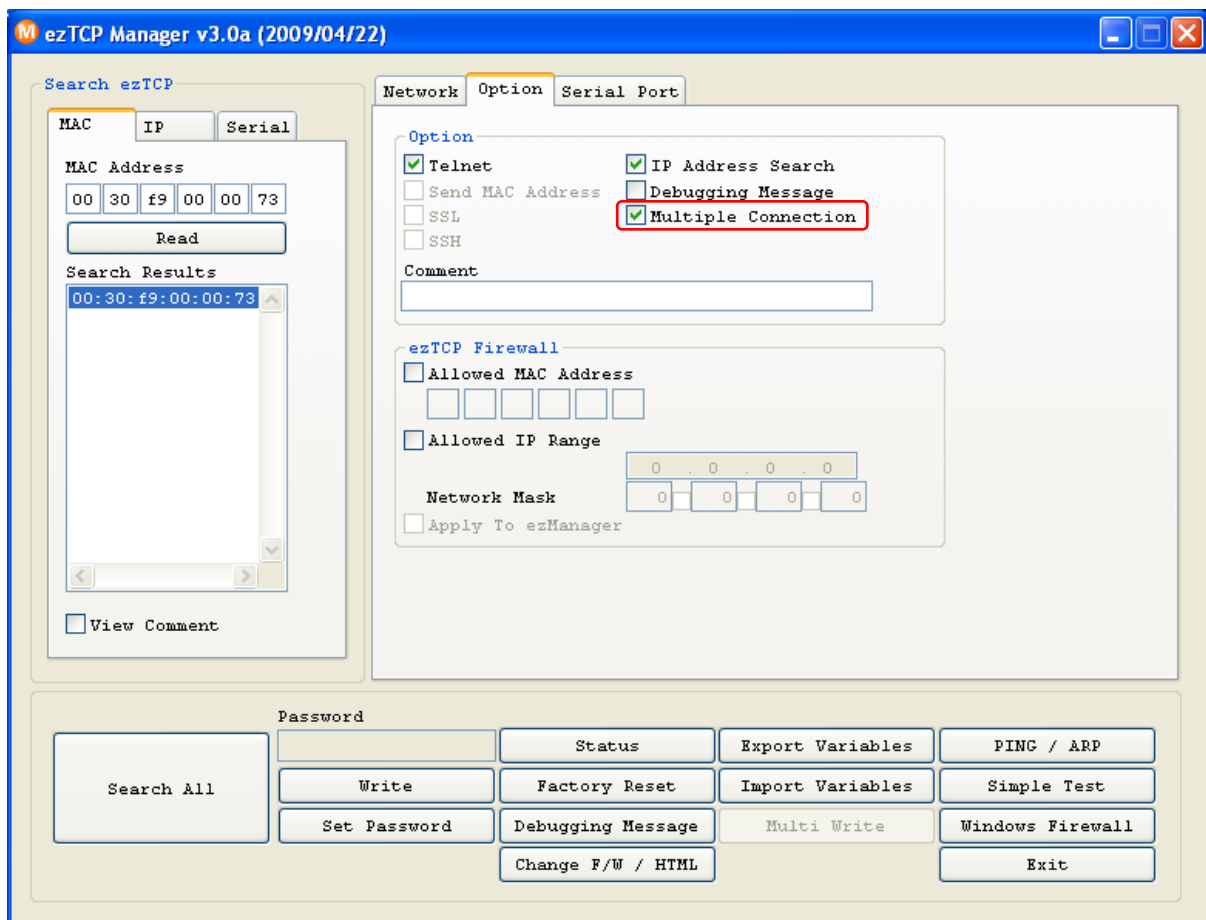 M ezTCP Manager v3.0a (2009/04/22)
Search ezTCP
MAC IP Serial
MAC Address
00 30 f9 00 00 73
Read
Search Results
00:30:f9:00:00:73
View Comment
Network Option Serial Port
Option
Telnet IP Address Search
Send MAC Address Debugging Message
SSL Multiple Connection
SSH
Comment
ezTCP Firewall
Allowed MAC Address
Allowed IP Range
0 . 0 . 0 . 0
Network Mask 0 0 0 0
Apply To ezManager
Password
Search All
Status Export Variables PING / ARP
Write Factory Reset Import Variables Simple Test
Set Password Debugging Message Multi Write Windows Firewall
Change F/W / HTML Exit